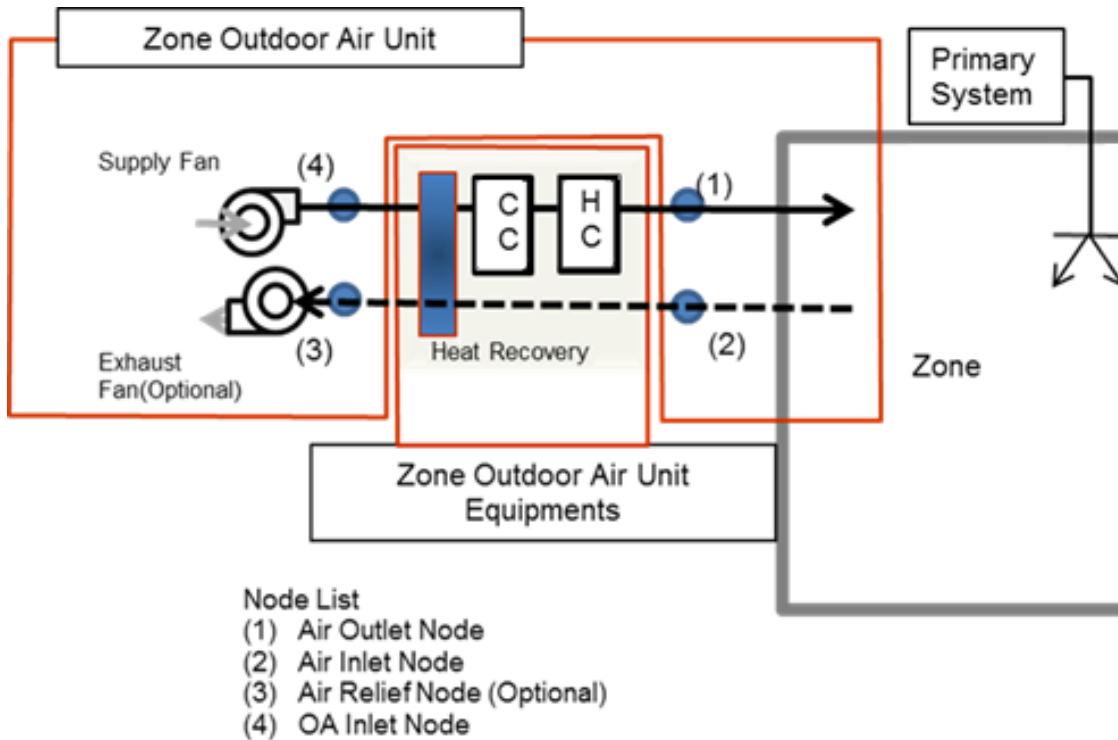 Zone Outdoor Air Unit
Primary
System
Supply Fan
(4)
C
C
H
C
(1)
(3)
Heat Recovery
(2)
Exhaust
Fan(Optional)
Zone
Zone Outdoor Air Unit
Equipments
Node List
(1) Air Outlet Node
(2) Air Inlet Node
(3) Air Relief Node (Optional)
(4) OA Inlet Node